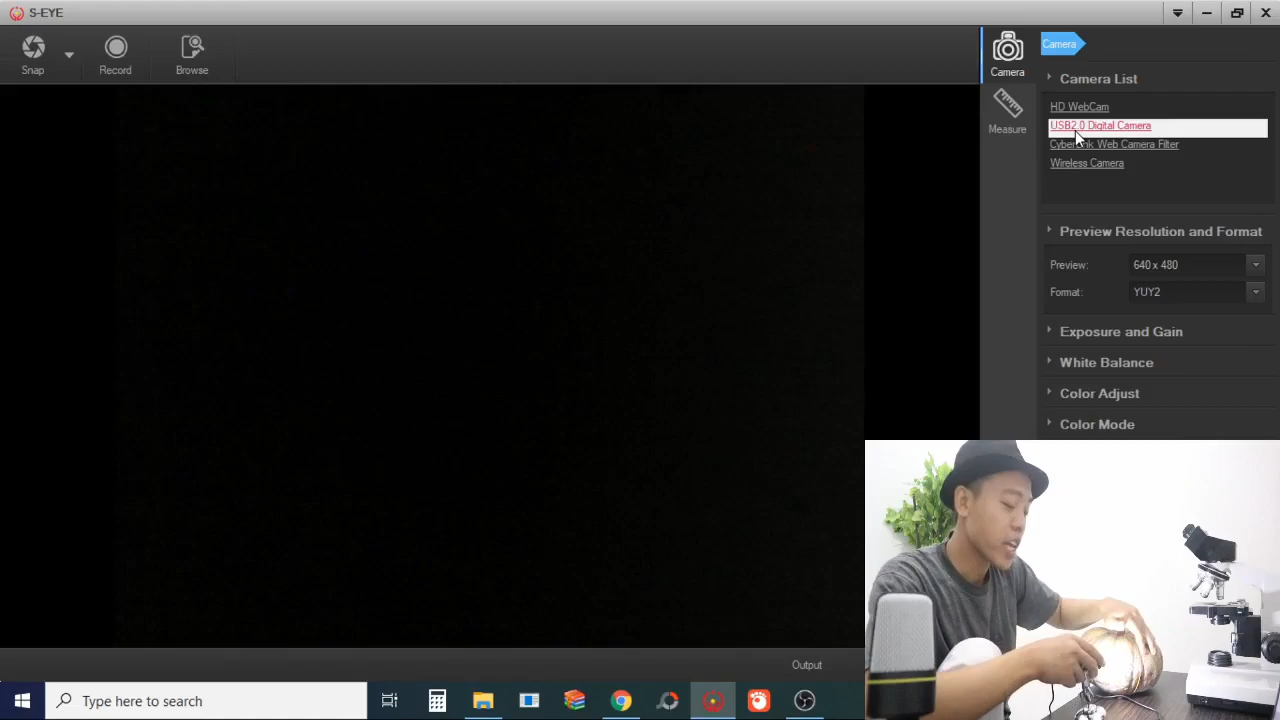 S-EYE
Snap
Record
Browse
Camera
Measure
Camera
Camera List
HD WebCam
USB2.0 Digital Camera
Cyberlink Web Camera Filter
Wireless Camera
Preview Resolution and Format
Preview: 640 x 480
Format: YUY2
Exposure and Gain
White Balance
Color Adjust
Color Mode
Output
Type here to search